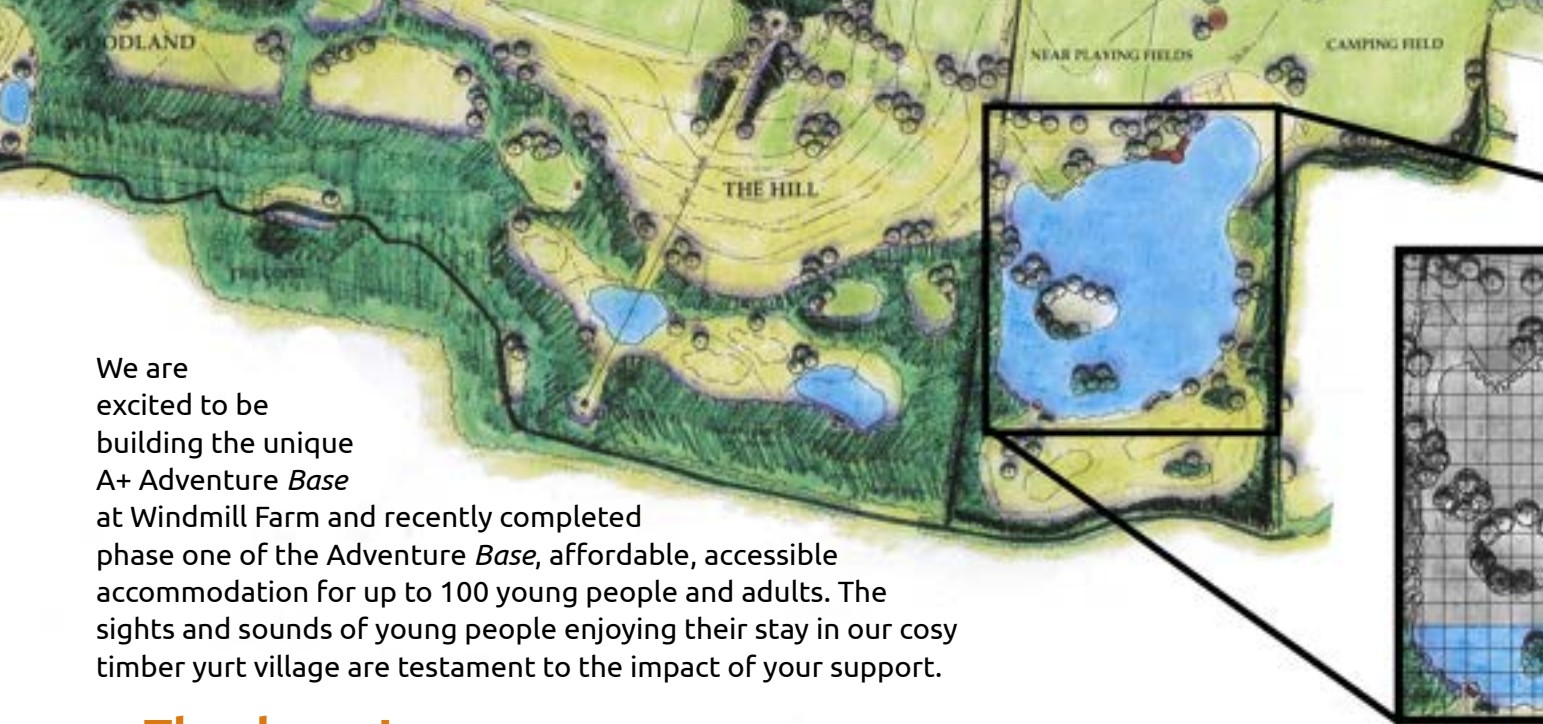 WOODLAND
NEAR PLAYING FIELDS
CAMPING FIELD
THE HILL
We are
excited to be
building the unique
A+ Adventure Base
at Windmill Farm and recently completed
phase one of the Adventure Base, affordable, accessible
accommodation for up to 100 young people and adults. The
sights and sounds of young people enjoying their stay in our cosy
timber yurt village are testament to the impact of your support.